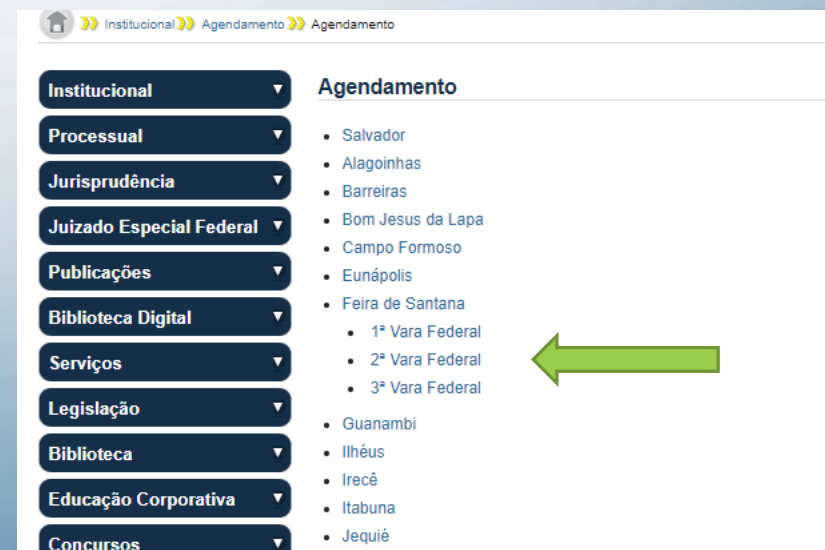 Institucional Agendamento Agendamento
Institucional
Processual
Jurisprudência
Juizado Especial Federal
Publicações
Biblioteca Digital
Serviços
Legislação
Biblioteca
Educação Corporativa
Concursos
Agendamento
Salvador
Alagoinhas
Barreiras
Bom Jesus da Lapa
Campo Formoso
Eunápolis
Feira de Santana
1ª Vara Federal
2ª Vara Federal
3ª Vara Federal
Guanambi
Ilhéus
Irecê
Itabuna
Jequié